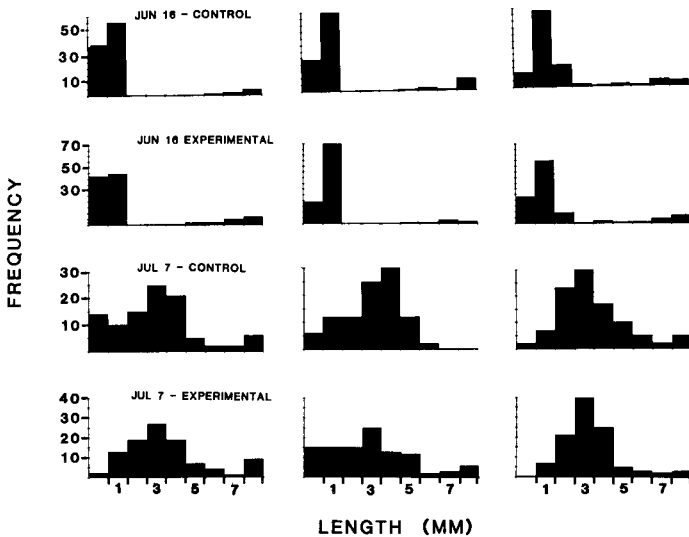 JUN 16 - CONTROL
50
30
10
JUN 16 EXPERIMENTAL
70
50
30
FREQUENCY
JUL 7 - CONTROL
30
20
10
JUL 7 - EXPERIMENTAL
40
30
20
10
1 3 5 7 1 3 5 7 1 3 5 7
LENGTH (MM)